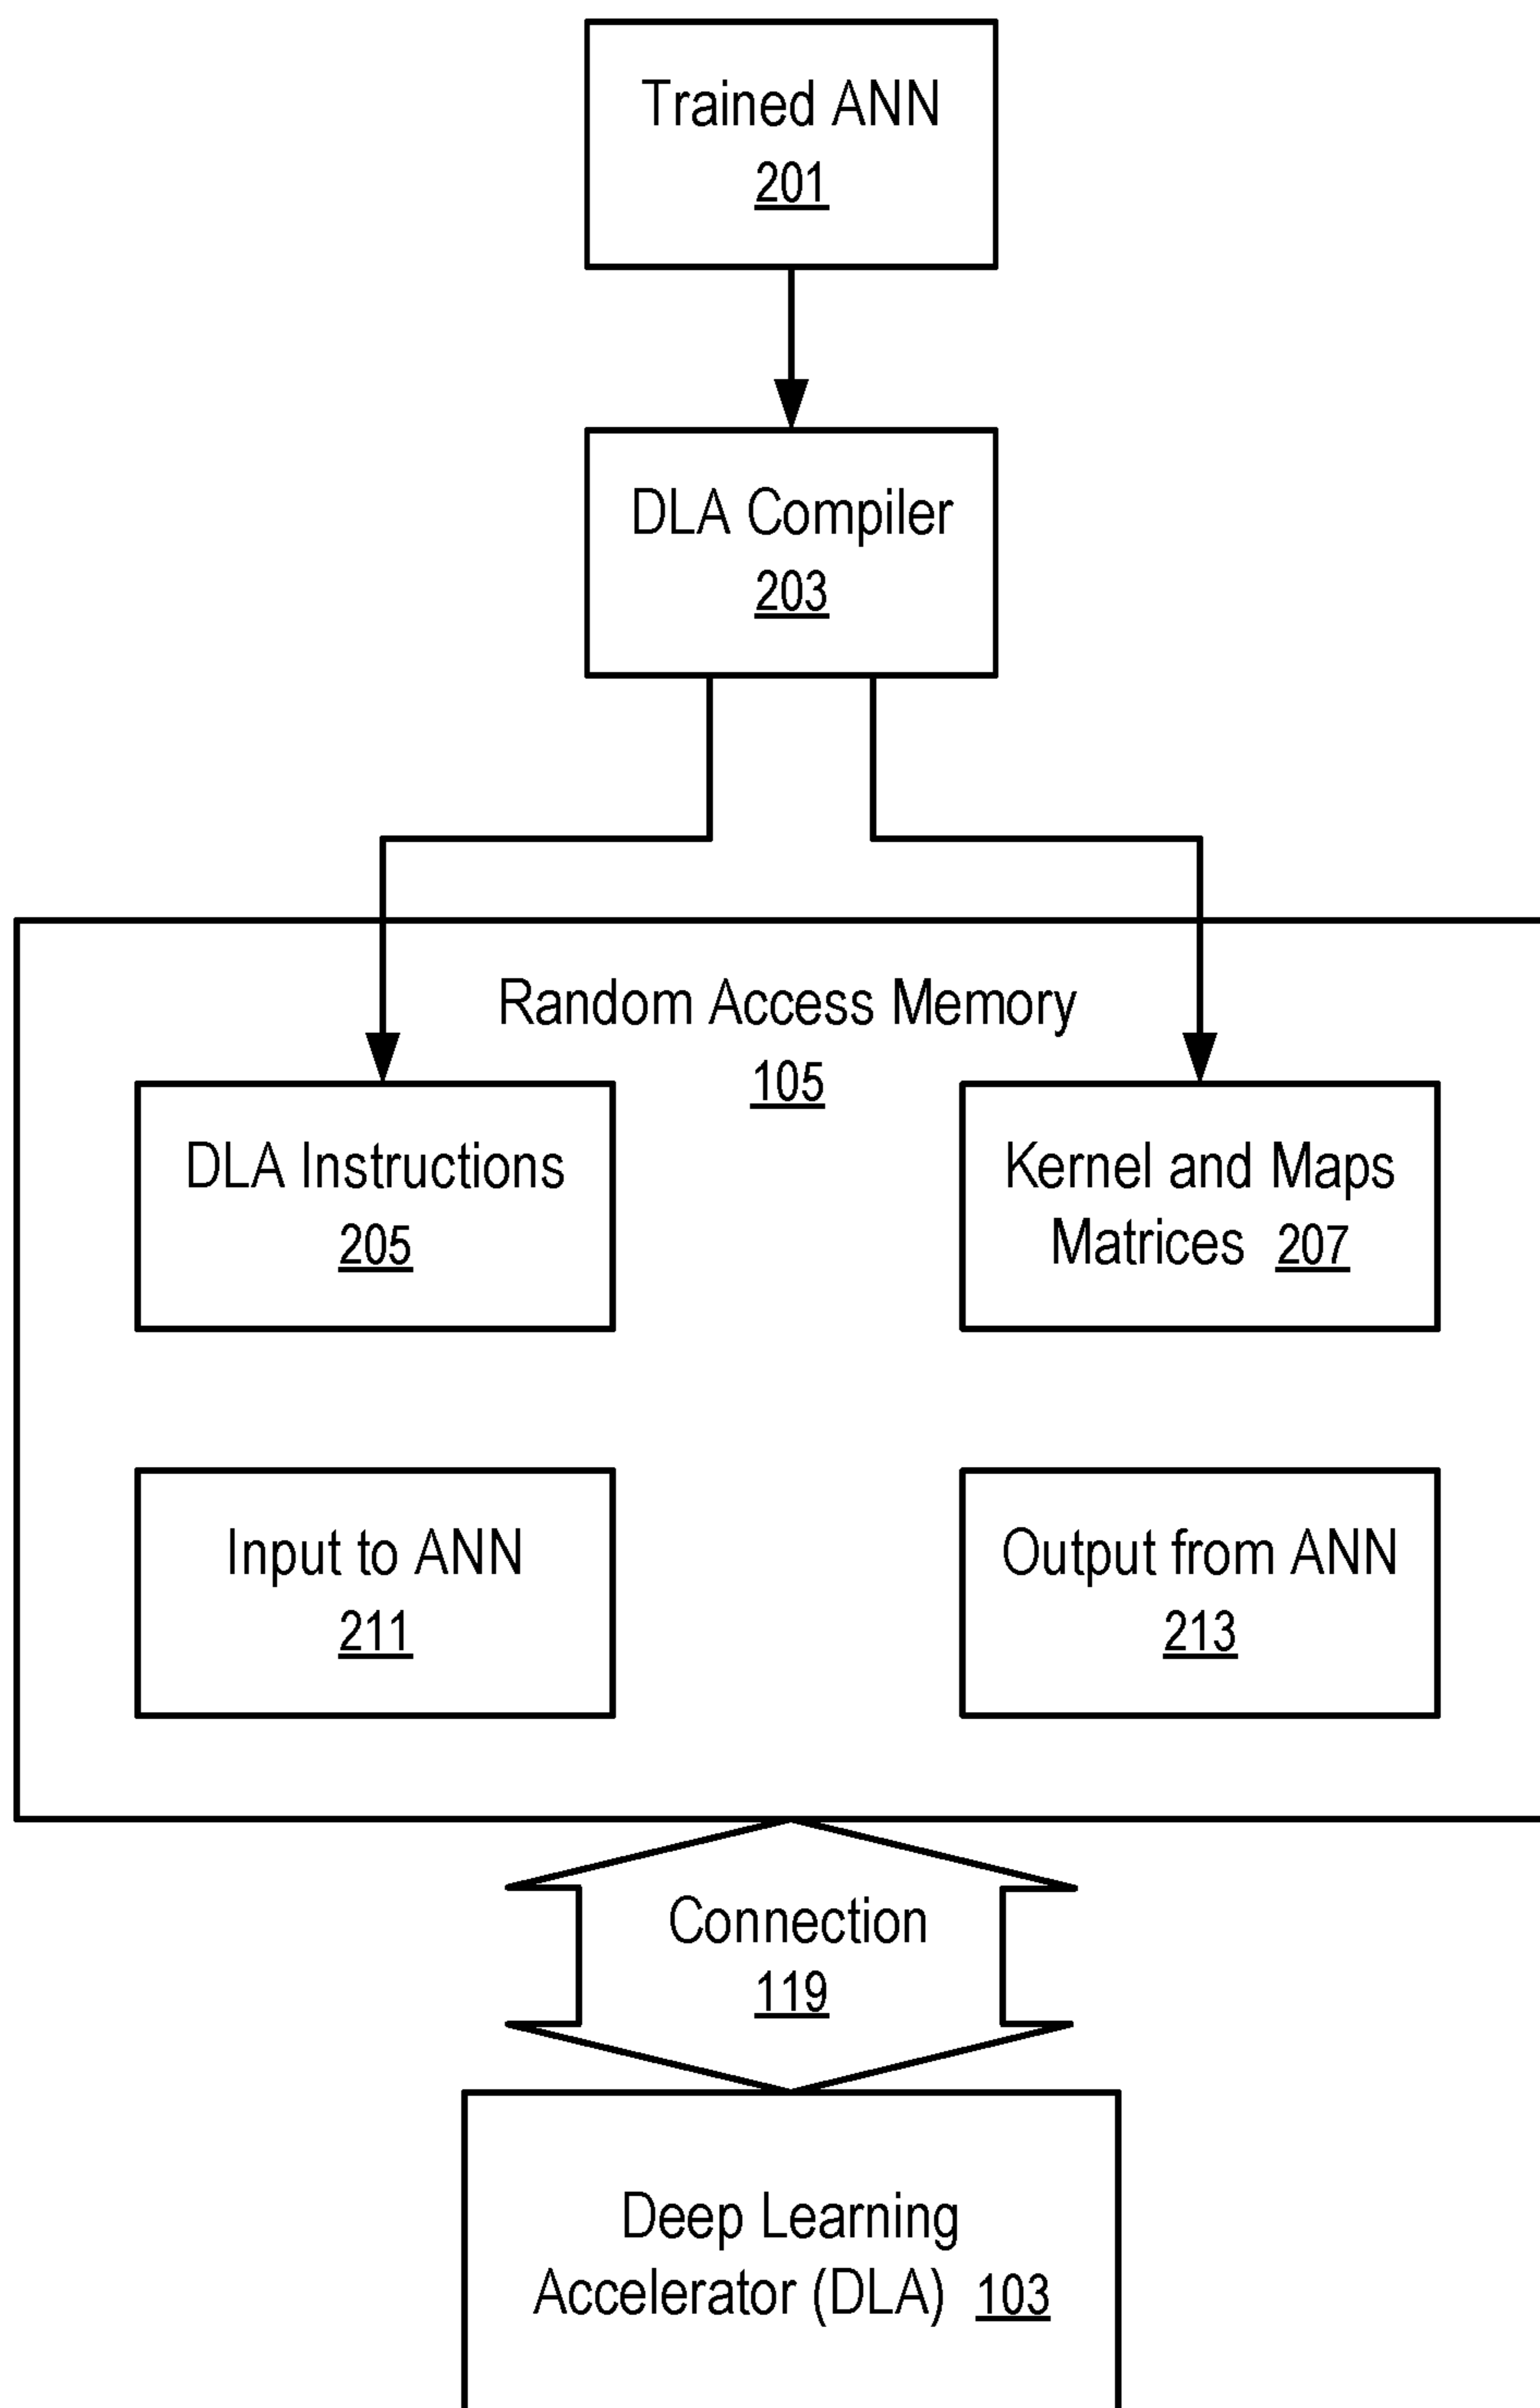 Trained ANN
201
DLA Compiler
203
Random Access Memory
105
DLA Instructions
205
Kernel and Maps
Matrices 207
Input to ANN
211
Output from ANN
213
Connection
119
Deep Learning
Accelerator (DLA) 103